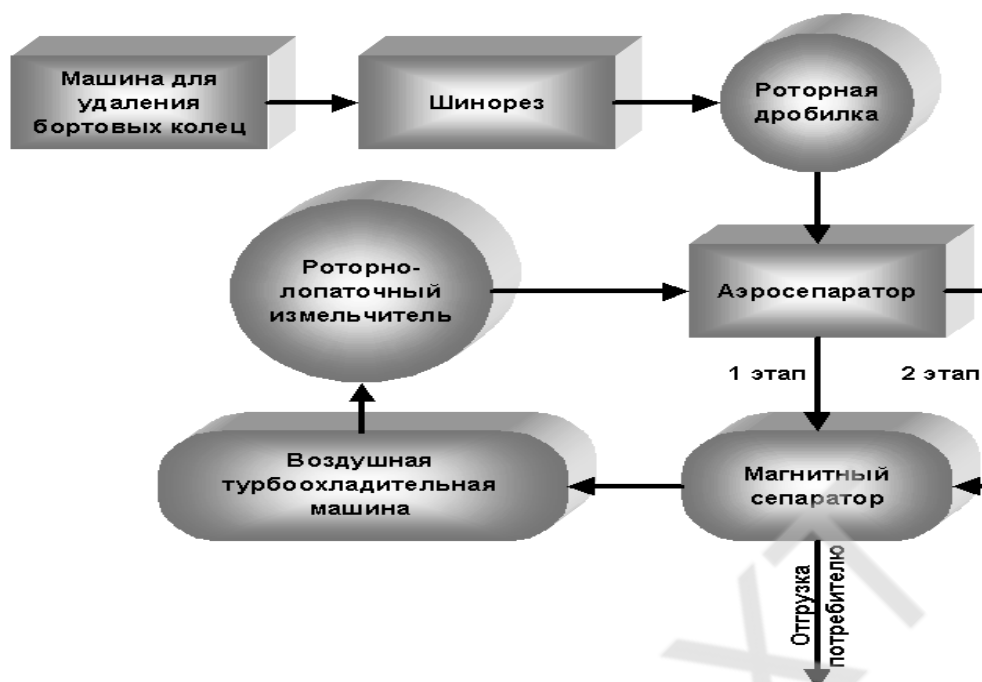 Машина для
удаления
бортовых колец
Шинорез
Роторная
дробилка
Роторно-
лопаточный
измельчитель
Аэросепаратор
1 этап
2 этап
Воздушная
турбоохладительная
машина
Магнитный
сепаратор
Отгрузка
потребителю